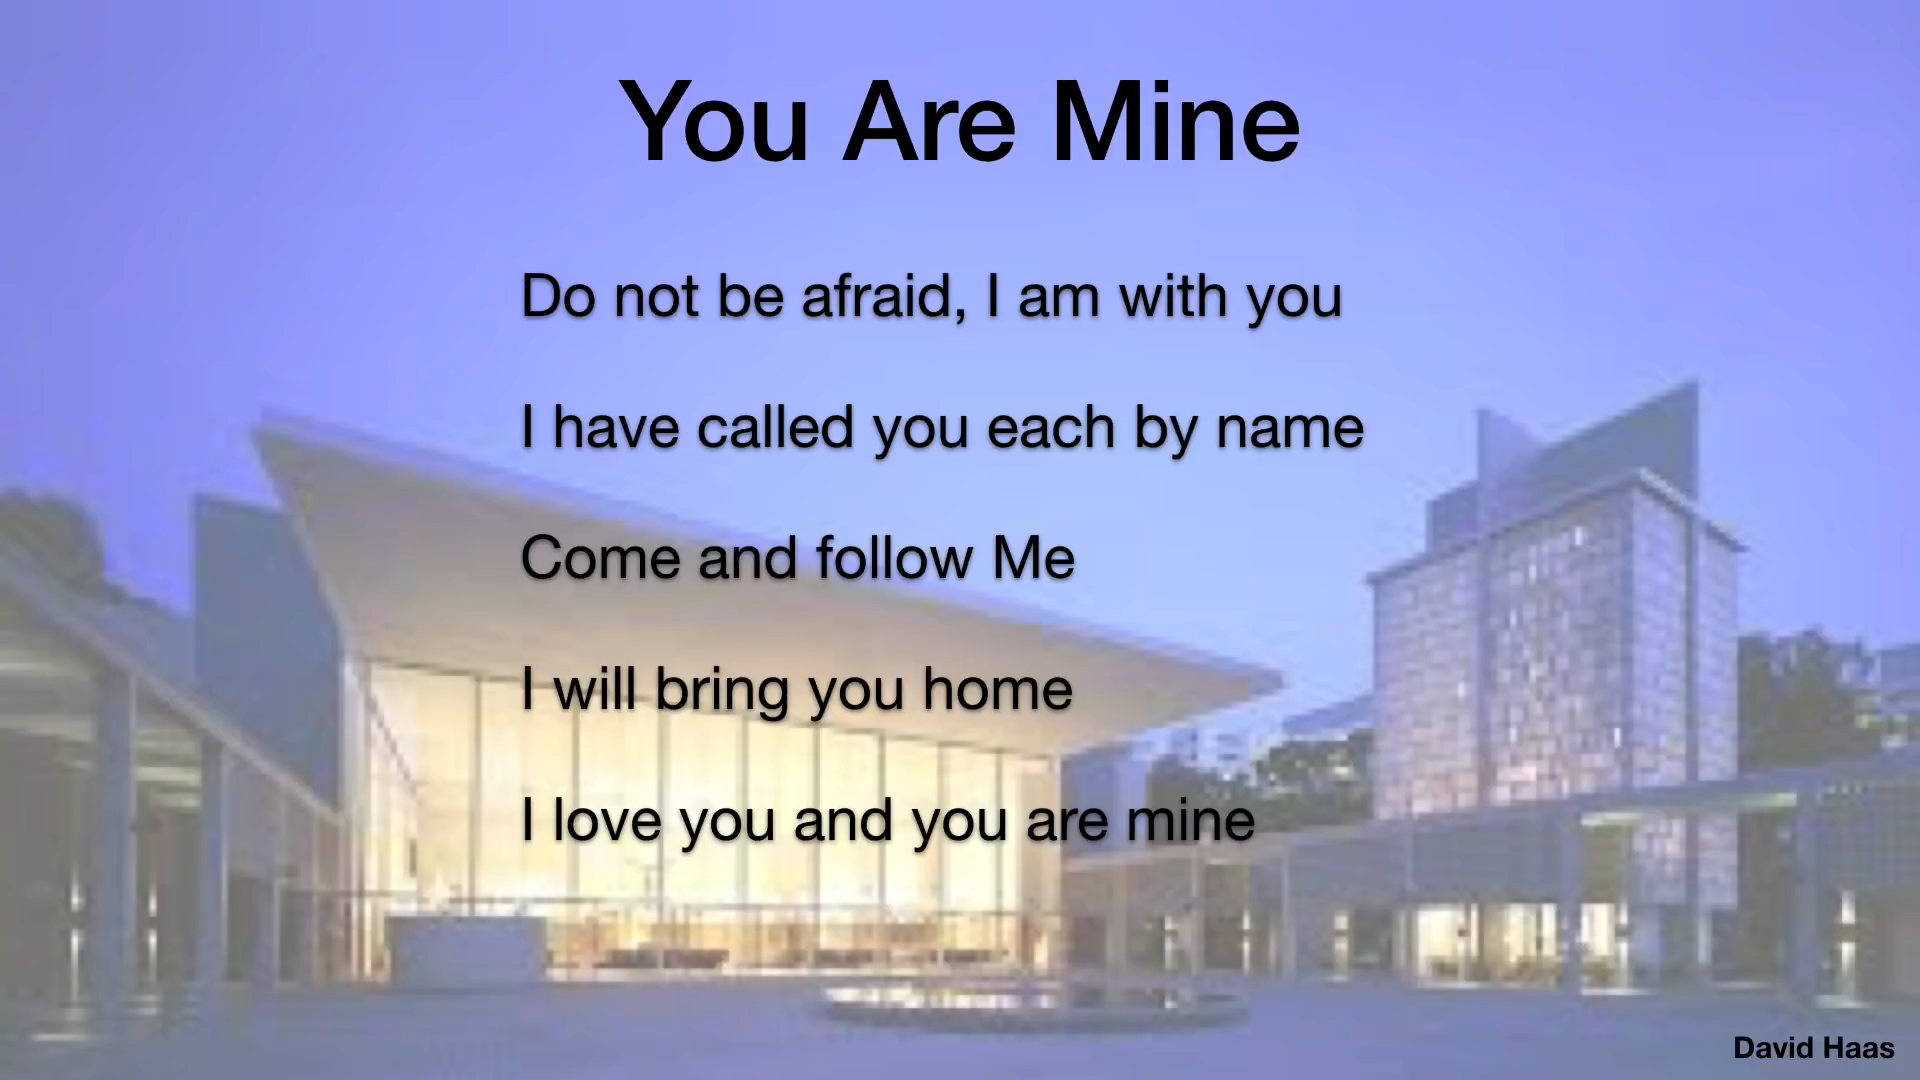 You Are Mine
Do not be afraid, I am with you
I have called you each by name
Come and follow Me
I will bring you home
I love you and you are mine
David Haas